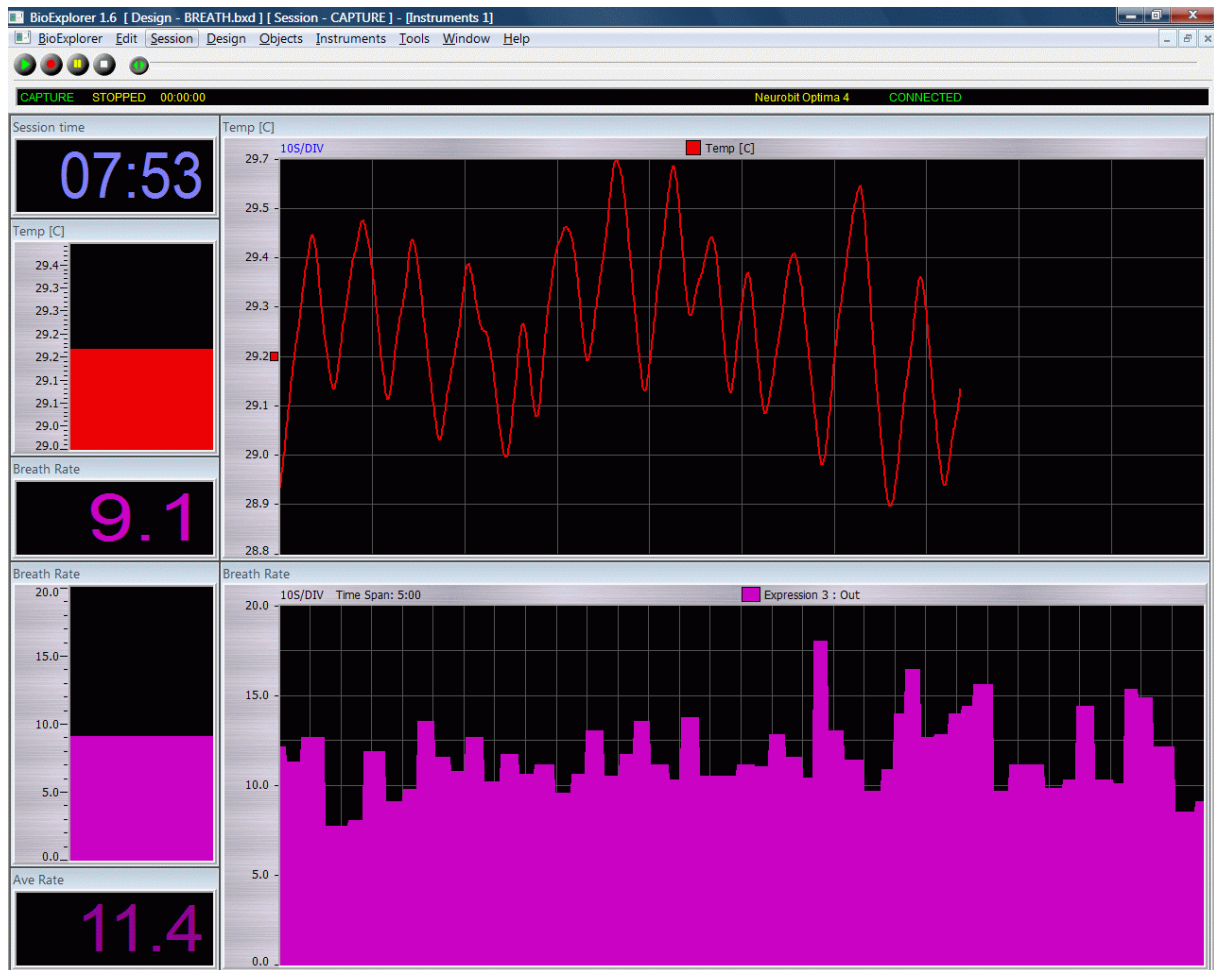 BioExplorer 1.6 [ Design - BREATH.bxd ] [ Session - CAPTURE ] - [Instruments 1]
BioExplorer Edit Session Design Objects Instruments Tools Window Help
CAPTURE STOPPED 00:00:00 Neurobit Optima 4 CONNECTED
Session time
07:53
Temp [C]
29.4
29.3
29.3
29.2
29.2
29.1
29.1
29.0
29.0
Breath Rate
9.1
Breath Rate
20.0
15.0
10.0
5.0
0.0
Ave Rate
11.4
Temp [C]
10S/DIV Temp [C]
29.7
29.5
29.4
29.3
29.2
29.1
29.0
28.9
28.8
Breath Rate
10S/DIV Time Span: 5:00 Expression 3 : Out
20.0
15.0
10.0
5.0
0.0